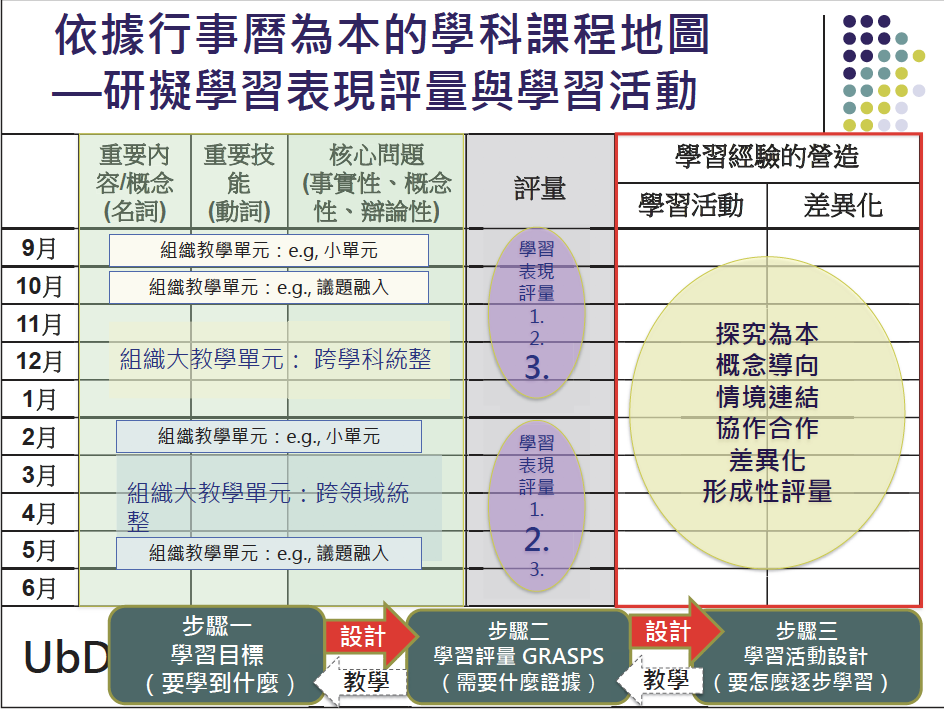 依據行事曆為本的學科課程地圖
—研擬學習表現評量與學習活動
重要內
容/概念
(名詞)
重要技
能
(動詞)
核心問題
(事實性、概念
性、辯論性)
評量
學習經驗的營造
學習活動
差異化
9月
組織教學單元：e.g, 小單元
10月
組織教學單元：e.g., 議題融入
11月
12月
組織大教學單元： 跨學科統整
1月
2月
組織教學單元：e.g., 小單元
3月
組織大教學單元：跨領域統
整
4月
5月
組織教學單元：e.g., 議題融入
6月
學習
表現
評量
1.
2.
3.
學習
表現
評量
1.
2.
3.
探究為本
概念導向
情境連結
協作合作
差異化
形成性評量
UbD
步驟一
學習目標
（要學到什麼）
設計
教學
步驟二
學習評量 GRASPS
（需要什麼證據）
設計
教學
步驟三
學習活動設計
（要怎麼逐步學習）